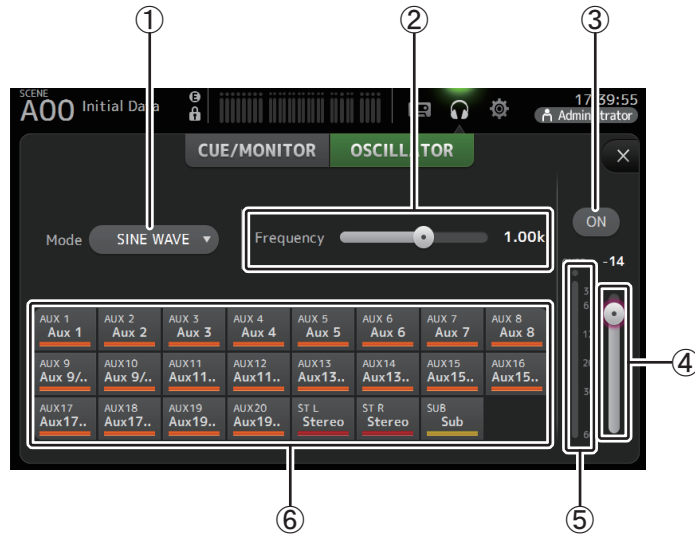 ① ② ③
SCENE
A00 Initial Data E 17:39:55
Administrator
CUE/MONITOR OSCILLATOR
Mode SINE WAVE Frequency 1.00k ON
-14
AUX 1 AUX 2 AUX 3 AUX 4 AUX 5 AUX 6 AUX 7 AUX 8
Aux 1 Aux 2 Aux 3 Aux 4 Aux 5 Aux 6 Aux 7 Aux 8
AUX 9 AUX10 AUX11 AUX12 AUX13 AUX14 AUX15 AUX16
Aux 9/.. Aux 9/.. Aux11.. Aux11.. Aux13.. Aux13.. Aux15.. Aux15..
AUX17 AUX18 AUX19 AUX20 ST L ST R SUB
Aux17.. Aux17.. Aux19.. Aux19.. Stereo Stereo Sub
④
⑥ ⑤